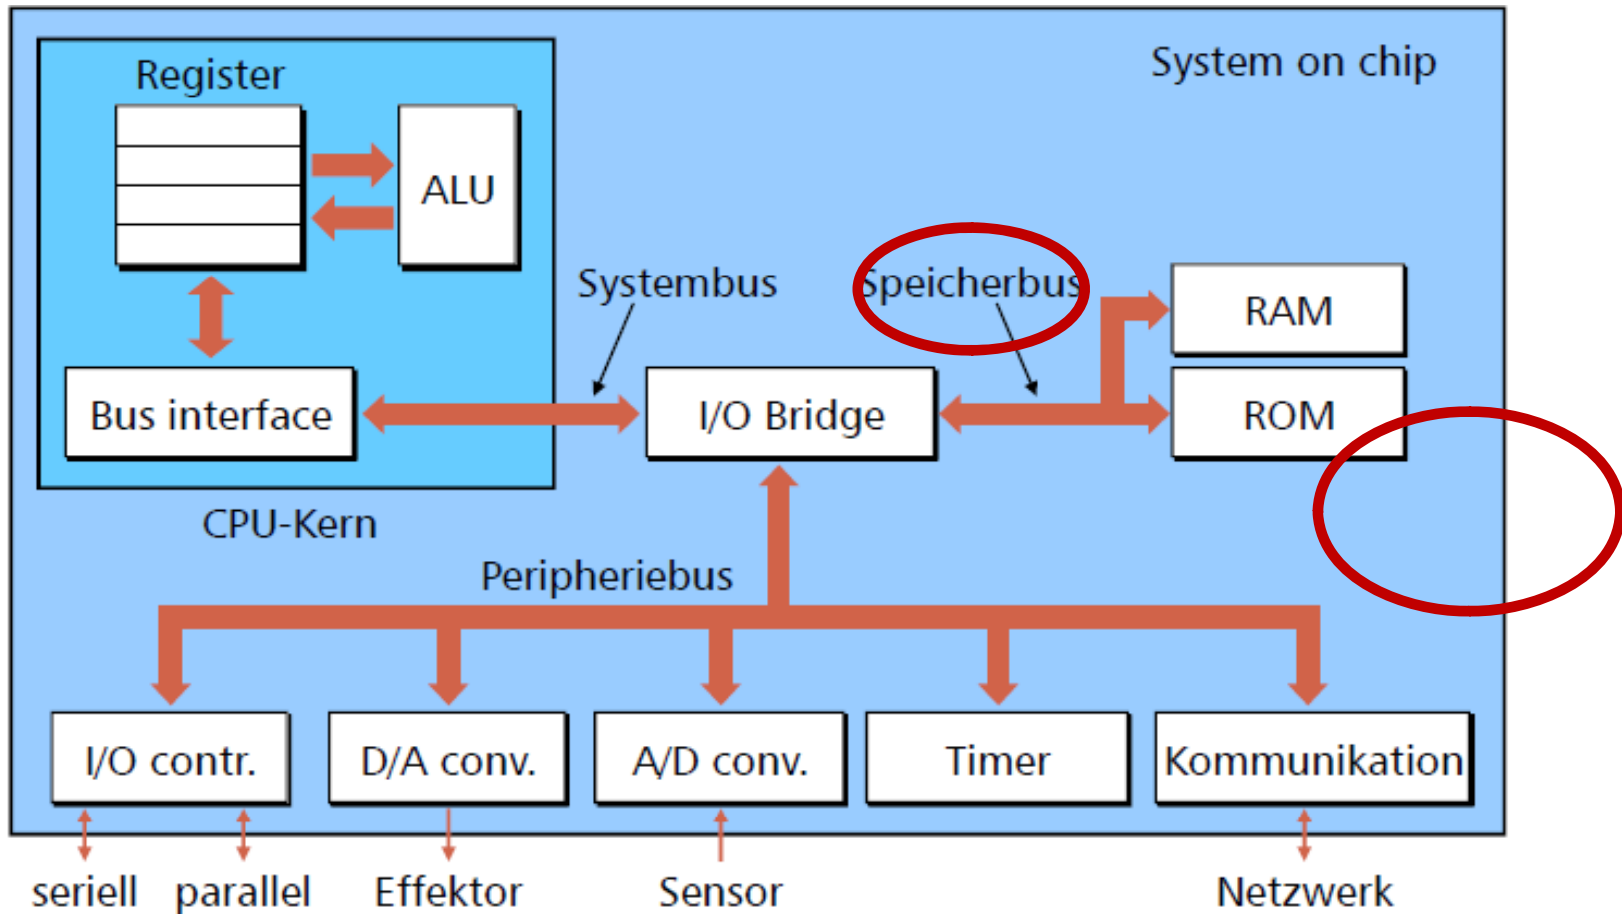 System on chip
Register
ALU
Systembus
Speicherbus
RAM
Bus interface
I/O Bridge
ROM
CPU-Kern
Peripheriebus
I/O contr.
D/A conv.
A/D conv.
Timer
Kommunikation
seriell
parallel
Effektor
Sensor
Netzwerk